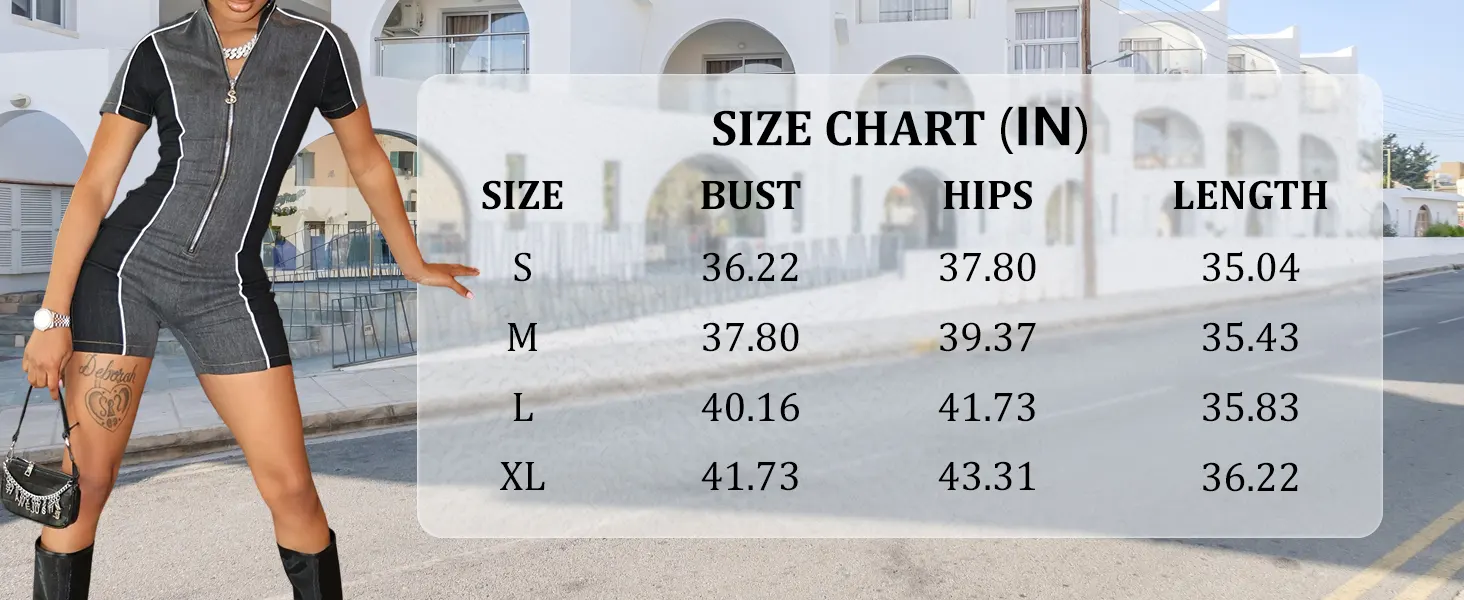 SIZE CHART (IN)
SIZE BUST HIPS LENGTH
S 36.22 37.80 35.04
M 37.80 39.37 35.43
L 40.16 41.73 35.83
XL 41.73 43.31 36.22
Deborah